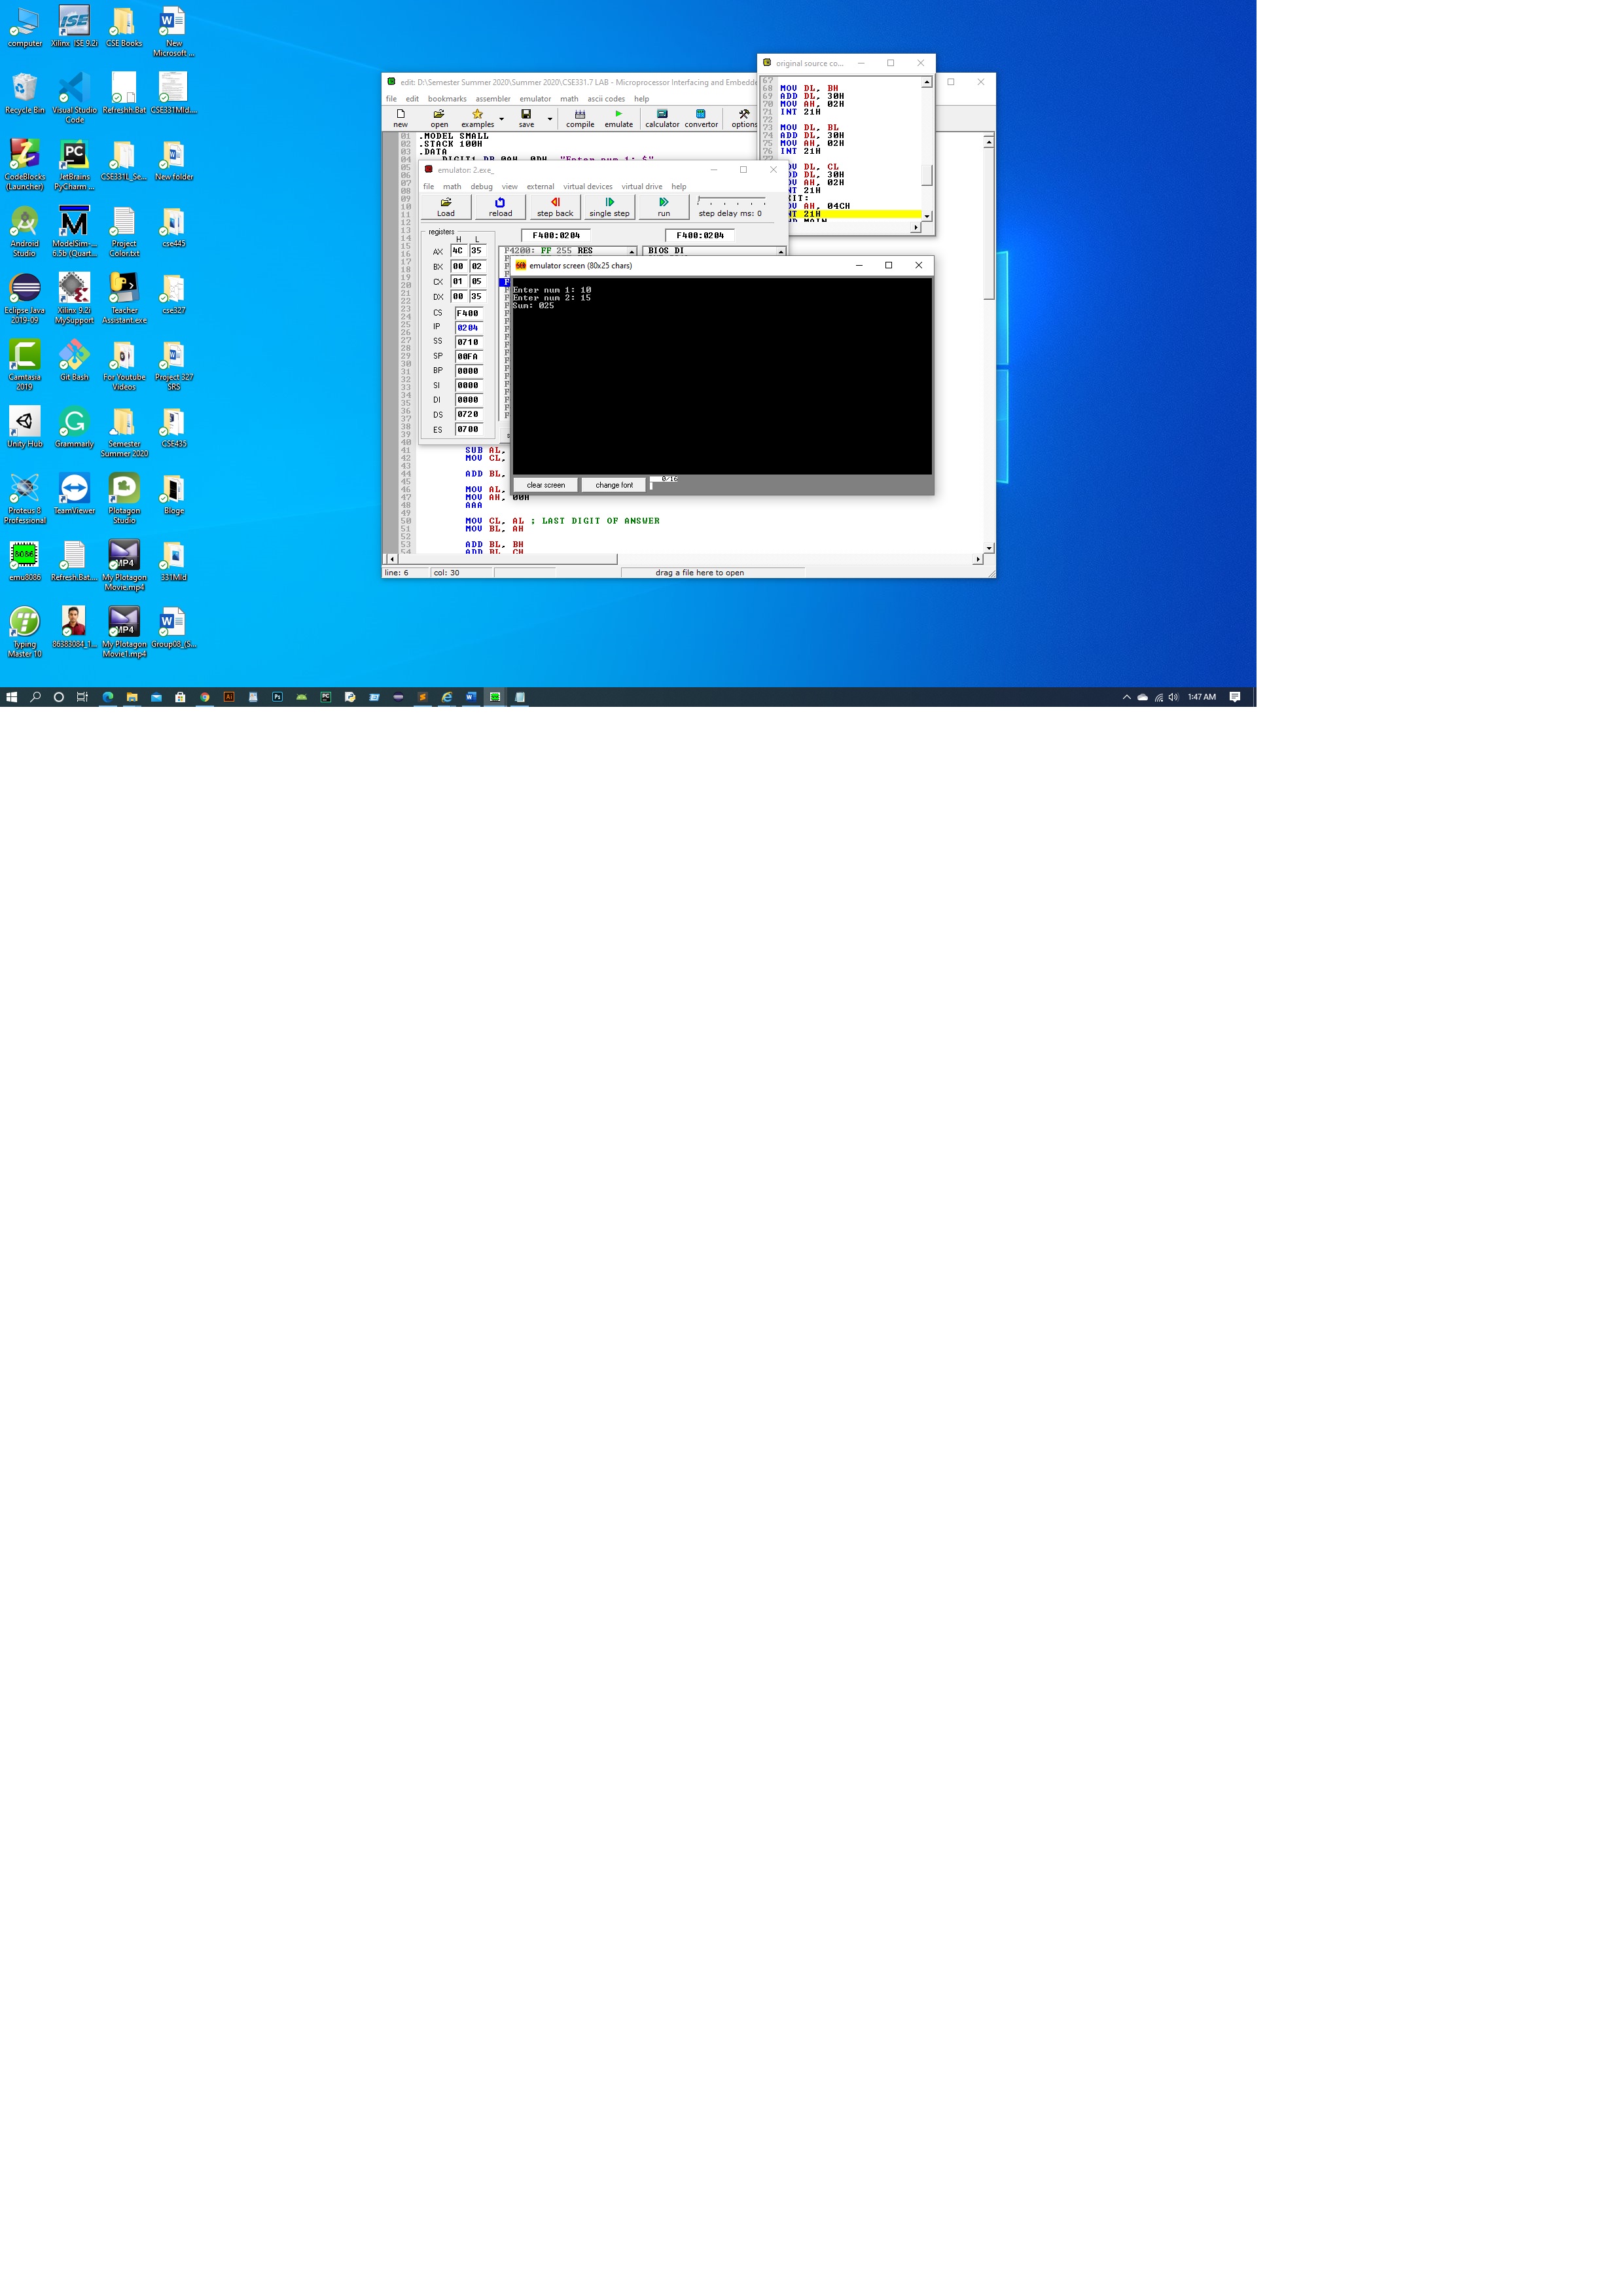 computer
Xilinx ISE 9.2i
CSE Books
New Microsoft ...
Recycle Bin
Visual Studio Code
Refreshh.Bat
CSE331Mid....
CodeBlocks (Launcher)
JetBrains PyCharm ...
CSE331L_Se...
New folder
Android Studio
ModelSim-... 6.5b (Quart...
Project Color.txt
cse445
Eclipse Java 2019-09
Xilinx 9.2i MySupport
Teacher Assistant.exe
cse327
Camtasia 2019
Git Bash
For Youtube Videos
Project 327 SRS
Unity Hub
Grammarly
Semester Summer 2020
CSE435
Proteus 8 Professional
TeamViewer
Plotagon Studio
Bloge
emu8086
Refresh.Bat....
My Plotagon Movie.mp4
331Mid
Typing Master 10
86383084_1...
My Plotagon Movie1.mp4
Group08_(S...
edit: D:\Semester Summer 2020\Summer 2020\CSE331.7 LAB - Microprocessor Interfacing and Embedde
file edit bookmarks assembler emulator math ascii codes help
new open examples save compile emulate calculator convertor options
01 .MODEL SMALL
02 .STACK 100H
03 .DATA
04 DIGIT1 DB 0AH, 0DH, "Enter num 1: $"
original source co...
67
68 MOV DL, BH
69 ADD DL, 30H
70 MOV AH, 02H
71 INT 21H
72
73 MOV DL, BL
74 ADD DL, 30H
75 MOV AH, 02H
76 INT 21H
OV DL, CL
DD DL, 30H
OV AH, 02H
NT 21H
XIT:
OV AH, 04CH
NT 21H
emulator: 2.exe_
file math debug view external virtual devices virtual drive help
Load reload step back single step run step delay ms: 0
registers
H L
F400:0204 F400:0204
AX 4C 35
BX 00 02
CX 01 05
DX 00 35
CS F400
IP 0204
SS 0710
SP 00FA
BP 0000
SI 0000
DI 0000
DS 0720
ES 0700
F4200: FF 255 RES
BIOS DI
emulator screen (80x25 chars)
Enter num 1: 10
Enter num 2: 15
Sum: 025
clear screen change font 0/16
41 SUB AL,
42 MOV CL,
43
44 ADD BL,
45
46 MOV AL,
47 MOV AH, 00H
48 AAA
49
50 MOV CL, AL ; LAST DIGIT OF ANSWER
51 MOV BL, AH
52
53 ADD BL, BH
54 ADD BL, CH
line: 6 col: 30 drag a file here to open
1:47 AM